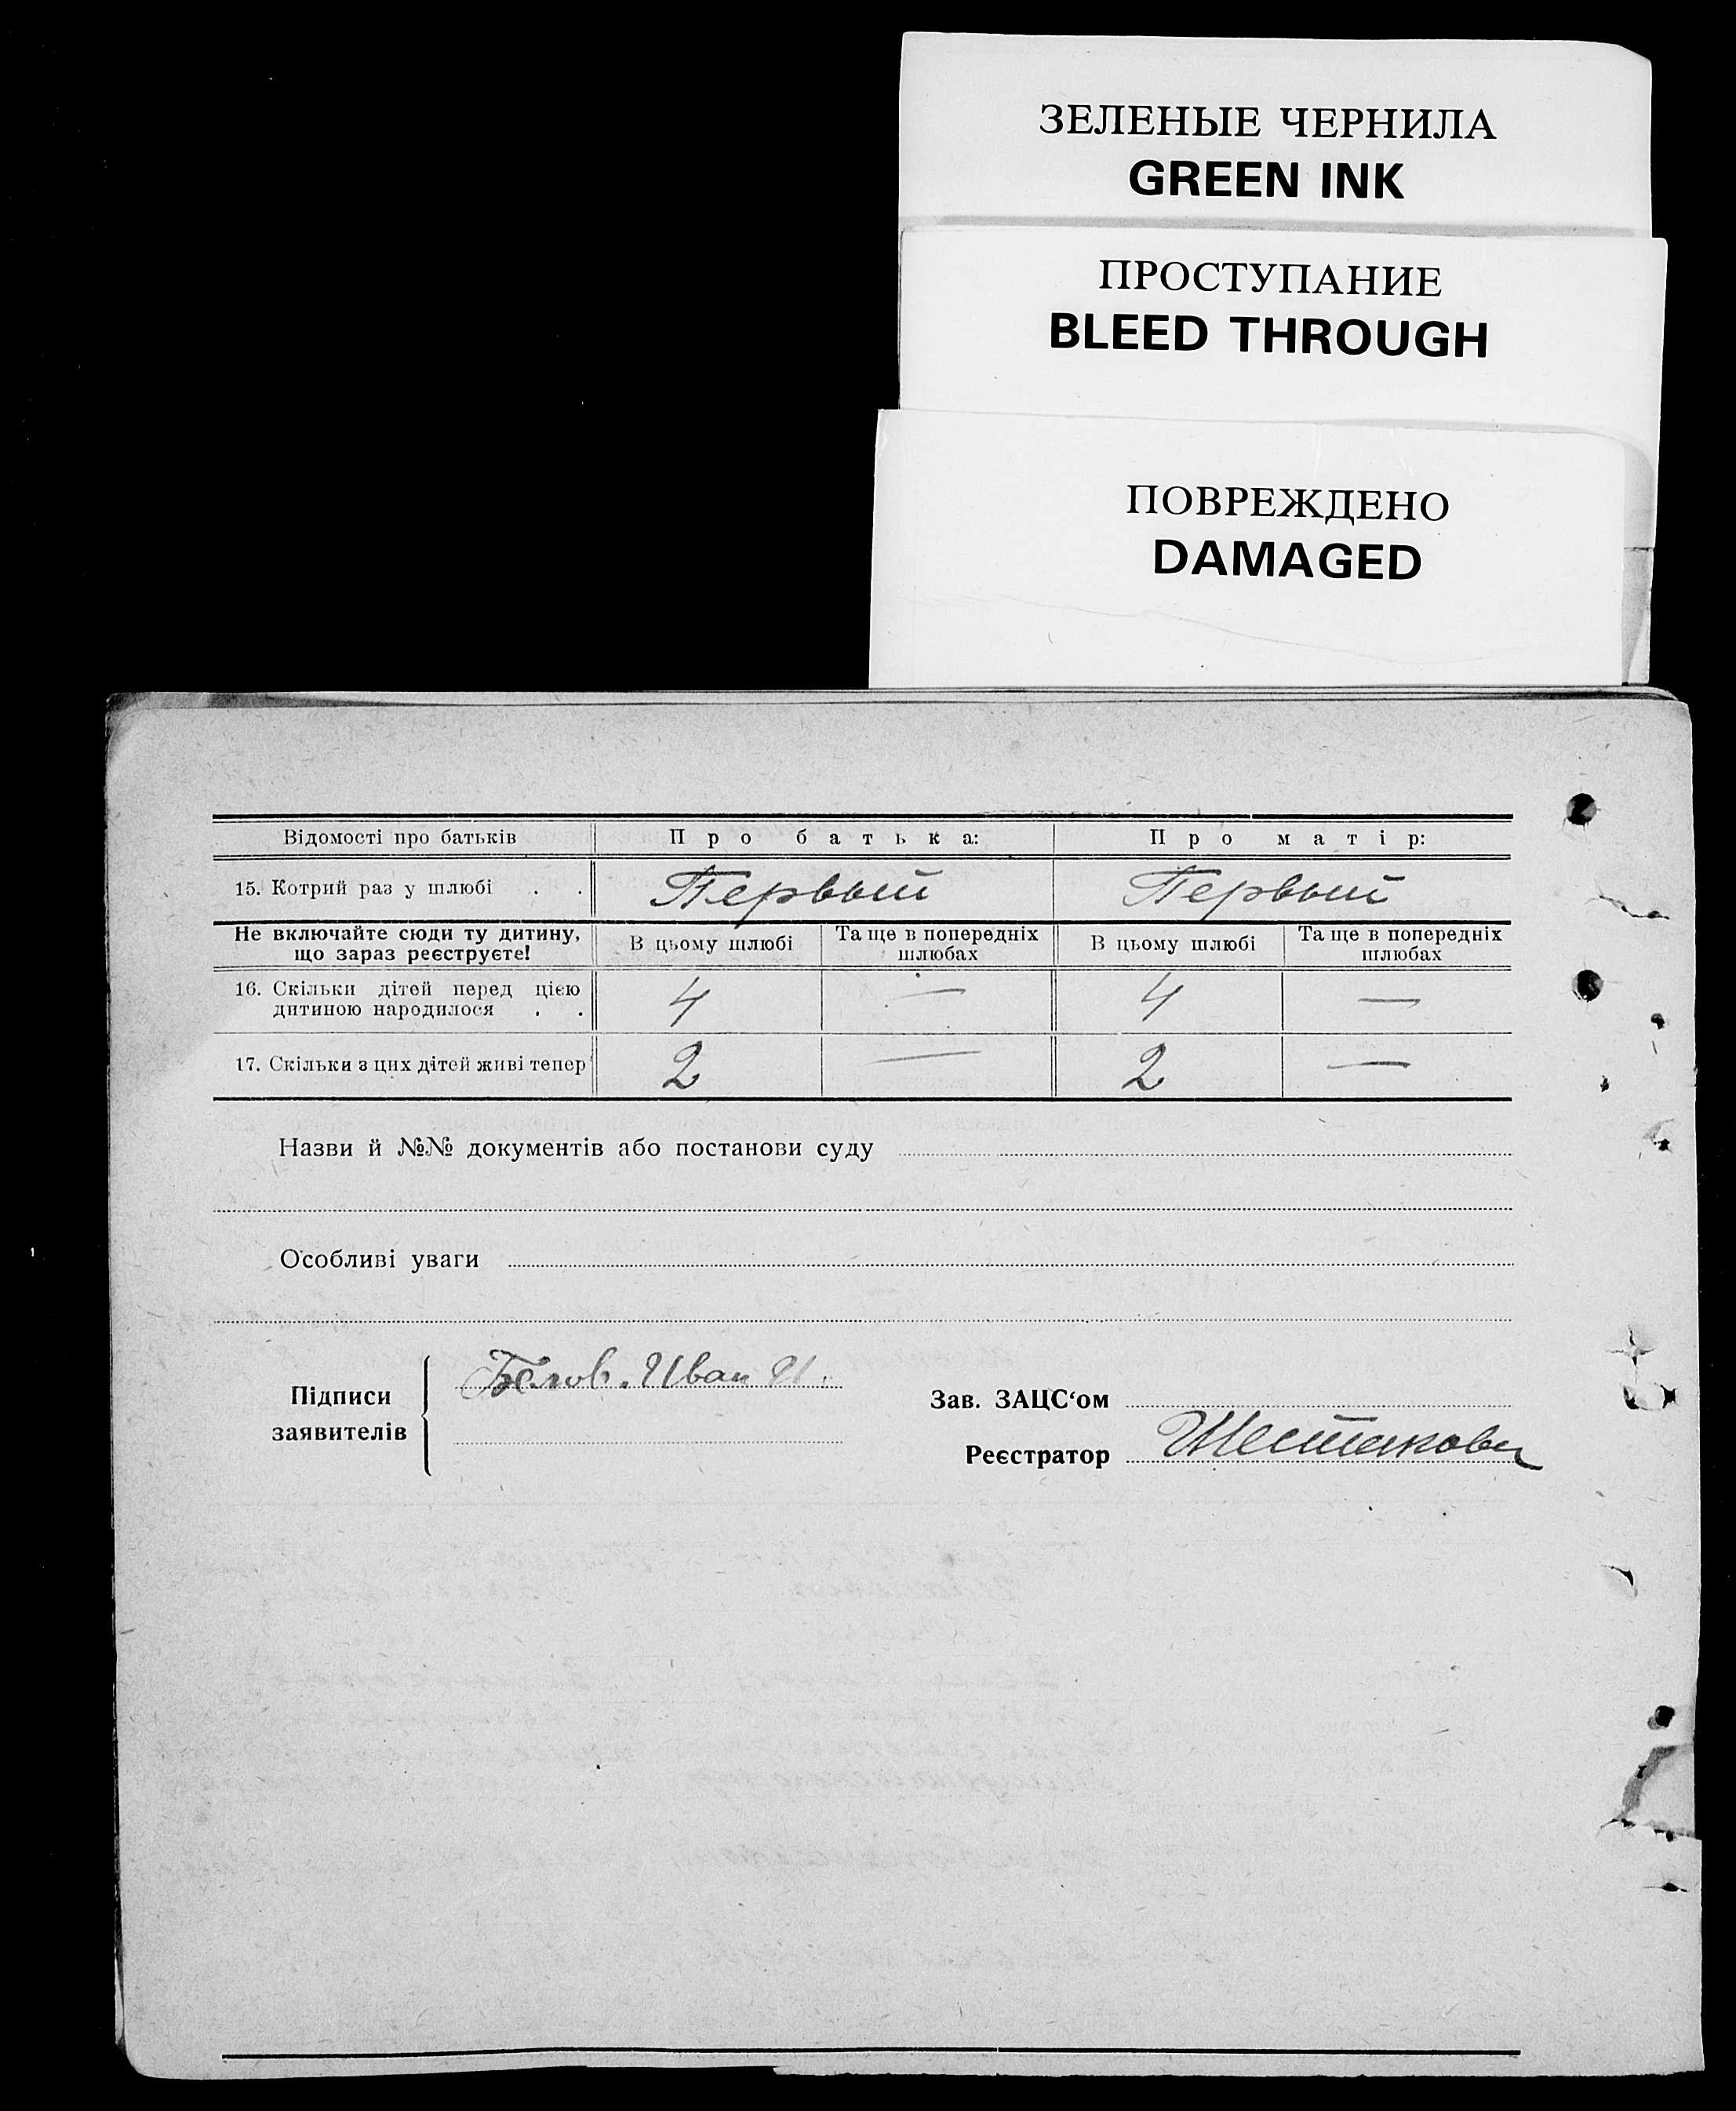 ЗЕЛЕНЫЕ ЧЕРНИЛА
GREEN INK
ПРОСТУПАНИЕ
BLEED THROUGH
ПОВРЕЖДЕНО
DAMAGED
Відомості про батьків Про батька: Про матір:
15. Котрий раз у шлюбі . . Первый Первый
Не включайте сюди ту дитину, що зараз реєструєте! В цьому шлюбі Та ще в попередніх шлюбах В цьому шлюбі Та ще в попередніх шлюбах
16. Скільки дітей перед цією дитиною народилося . . 4 — 4 —
17. Скільки з цих дітей живі тепер 2 — 2 —
Назви й №№ документів або постанови суду
Особливі уваги
Підписи заявителів Белов. Иван И.
Зав. ЗАЦС‘ом
Реєстратор Шестакова